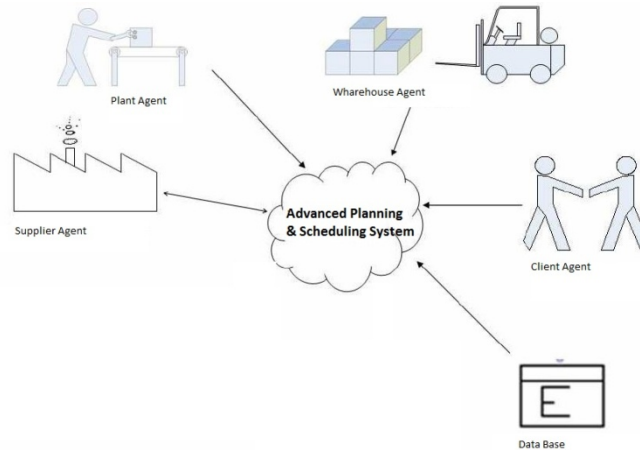 Plant Agent
Wharehouse Agent
Supplier Agent
Advanced Planning
& Scheduling System
Client Agent
E
Data Base